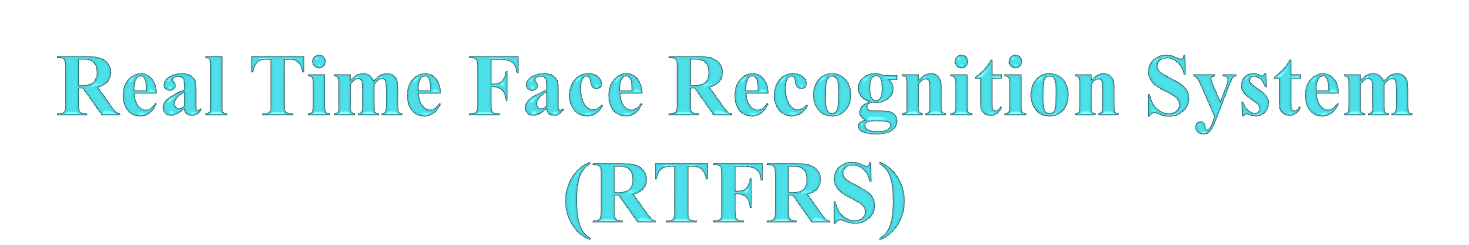 Real Time Face Recognition System
(RTFRS)